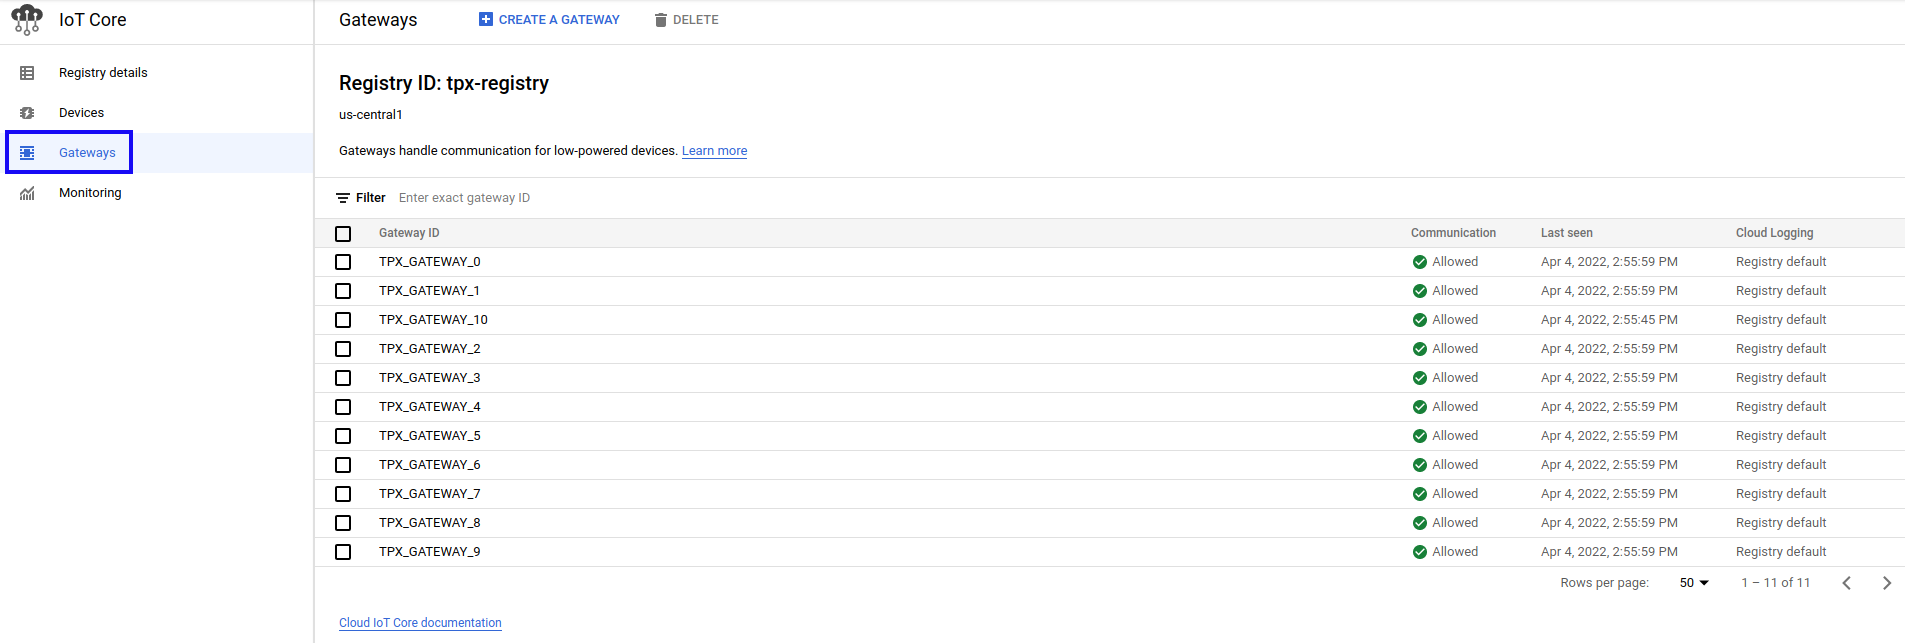 IoT Core
Gateways CREATE A GATEWAY DELETE
Registry details
Devices
Gateways
Monitoring
Registry ID: tpx-registry
us-central1
Gateways handle communication for low-powered devices. Learn more
Filter Enter exact gateway ID
Gateway ID Communication Last seen Cloud Logging
TPX_GATEWAY_0 Allowed Apr 4, 2022, 2:55:59 PM Registry default
TPX_GATEWAY_1 Allowed Apr 4, 2022, 2:55:59 PM Registry default
TPX_GATEWAY_10 Allowed Apr 4, 2022, 2:55:45 PM Registry default
TPX_GATEWAY_2 Allowed Apr 4, 2022, 2:55:59 PM Registry default
TPX_GATEWAY_3 Allowed Apr 4, 2022, 2:55:59 PM Registry default
TPX_GATEWAY_4 Allowed Apr 4, 2022, 2:55:59 PM Registry default
TPX_GATEWAY_5 Allowed Apr 4, 2022, 2:55:59 PM Registry default
TPX_GATEWAY_6 Allowed Apr 4, 2022, 2:55:59 PM Registry default
TPX_GATEWAY_7 Allowed Apr 4, 2022, 2:55:59 PM Registry default
TPX_GATEWAY_8 Allowed Apr 4, 2022, 2:55:59 PM Registry default
TPX_GATEWAY_9 Allowed Apr 4, 2022, 2:55:59 PM Registry default
Rows per page: 50 1 – 11 of 11
Cloud IoT Core documentation